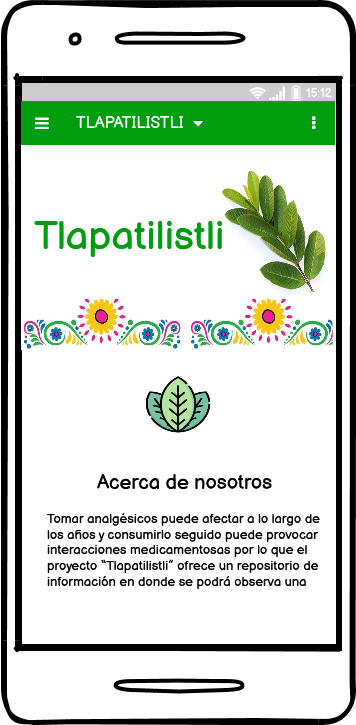 15:12
TLAPATILISTLI
Tlapatilistli
Acerca de nosotros
Tomar analgésicos puede afectar a lo largo de
los años y consumirlo seguido puede provocar
interacciones medicamentosas por lo que el
proyecto “Tlapatilistli” ofrece un repositorio de
información en donde se podrá observa una